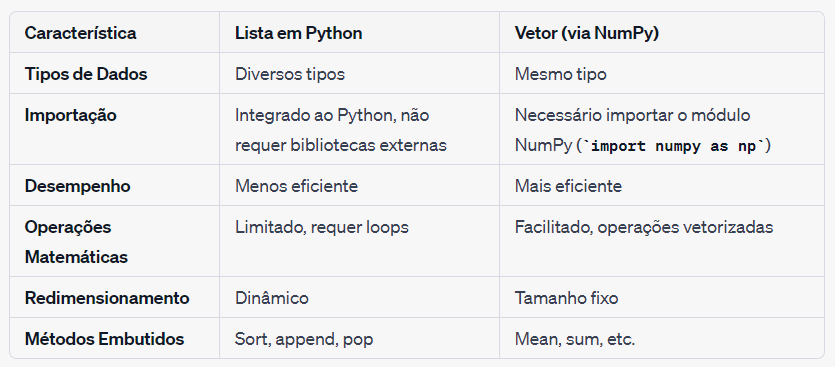 Característica Lista em Python Vetor (via NumPy)
Tipos de Dados Diversos tipos Mesmo tipo
Importação Integrado ao Python, não Necessário importar o módulo
requer bibliotecas externas NumPy (`import numpy as np`)
Desempenho Menos eficiente Mais eficiente
Operações Limitado, requer loops Facilitado, operações vetorizadas
Matemáticas
Redimensionamento Dinâmico Tamanho fixo
Métodos Embutidos Sort, append, pop Mean, sum, etc.